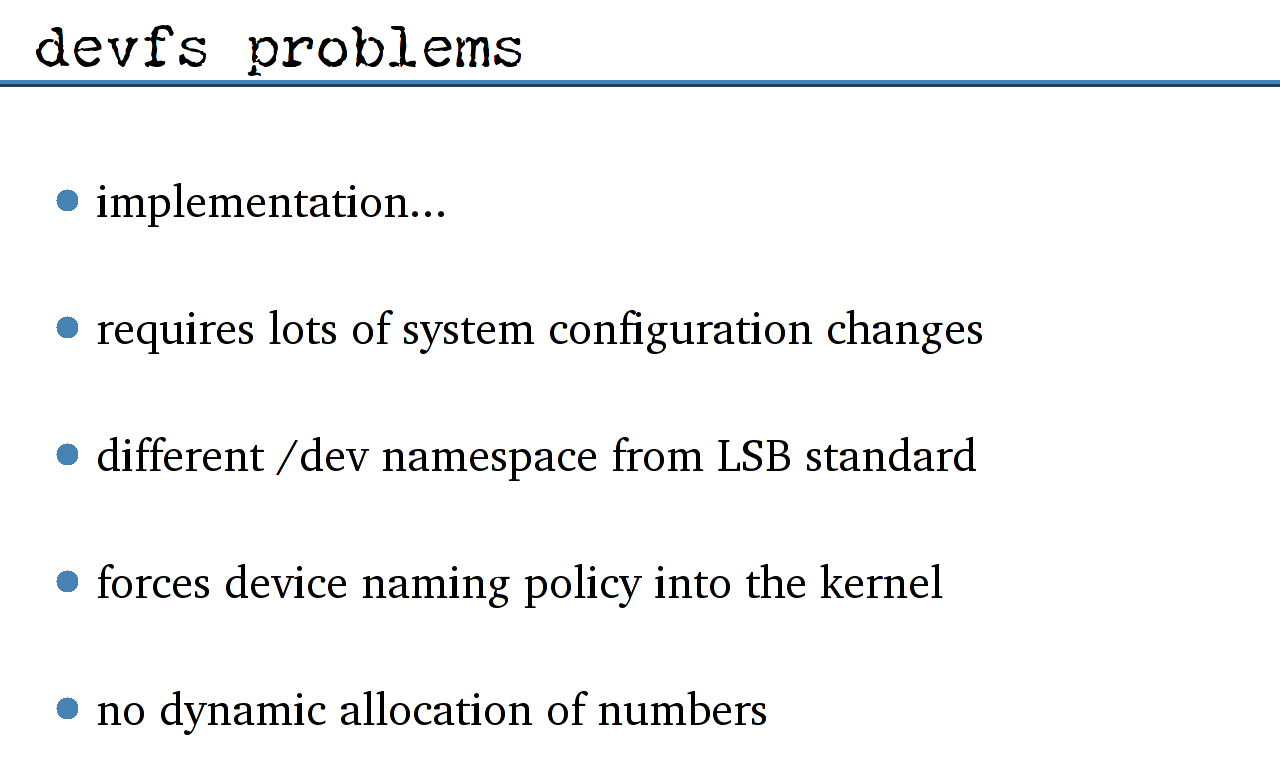 devfs problems
implementation...
requires lots of system configuration changes
different /dev namespace from LSB standard
forces device naming policy into the kernel
no dynamic allocation of numbers